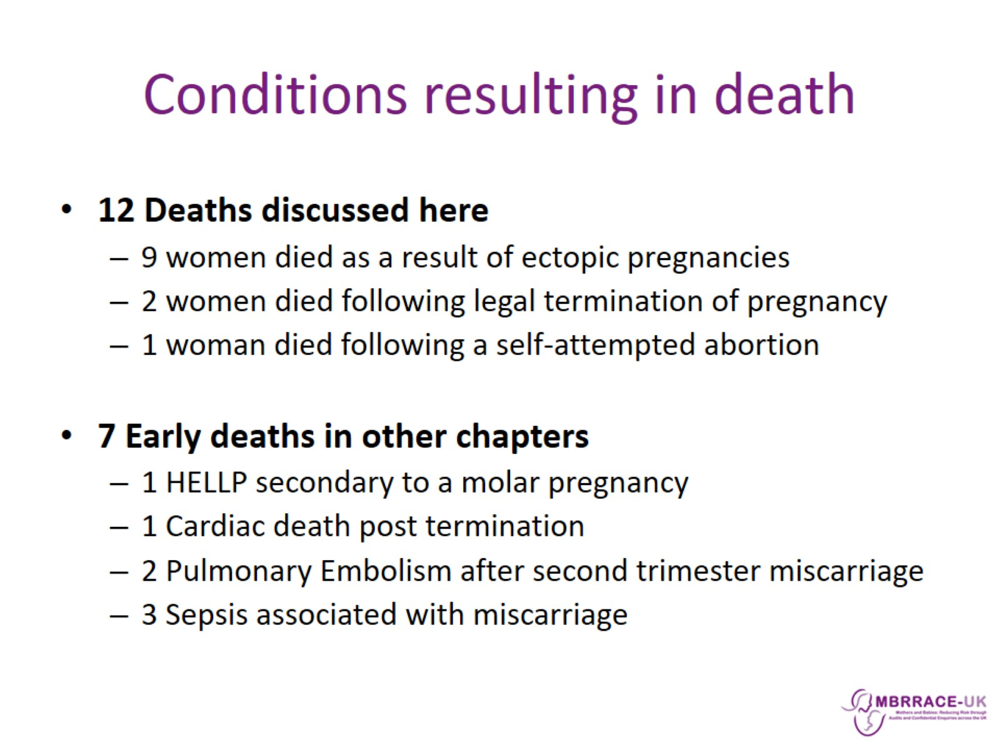 Conditions resulting in death
• 12 Deaths discussed here
– 9 women died as a result of ectopic pregnancies
– 2 women died following legal termination of pregnancy
– 1 woman died following a self-attempted abortion
• 7 Early deaths in other chapters
– 1 HELLP secondary to a molar pregnancy
– 1 Cardiac death post termination
– 2 Pulmonary Embolism after second trimester miscarriage
– 3 Sepsis associated with miscarriage
MBRRACE-UK
Mothers and Babies: Reducing Risk through
Audits and Confidential Enquiries across the UK